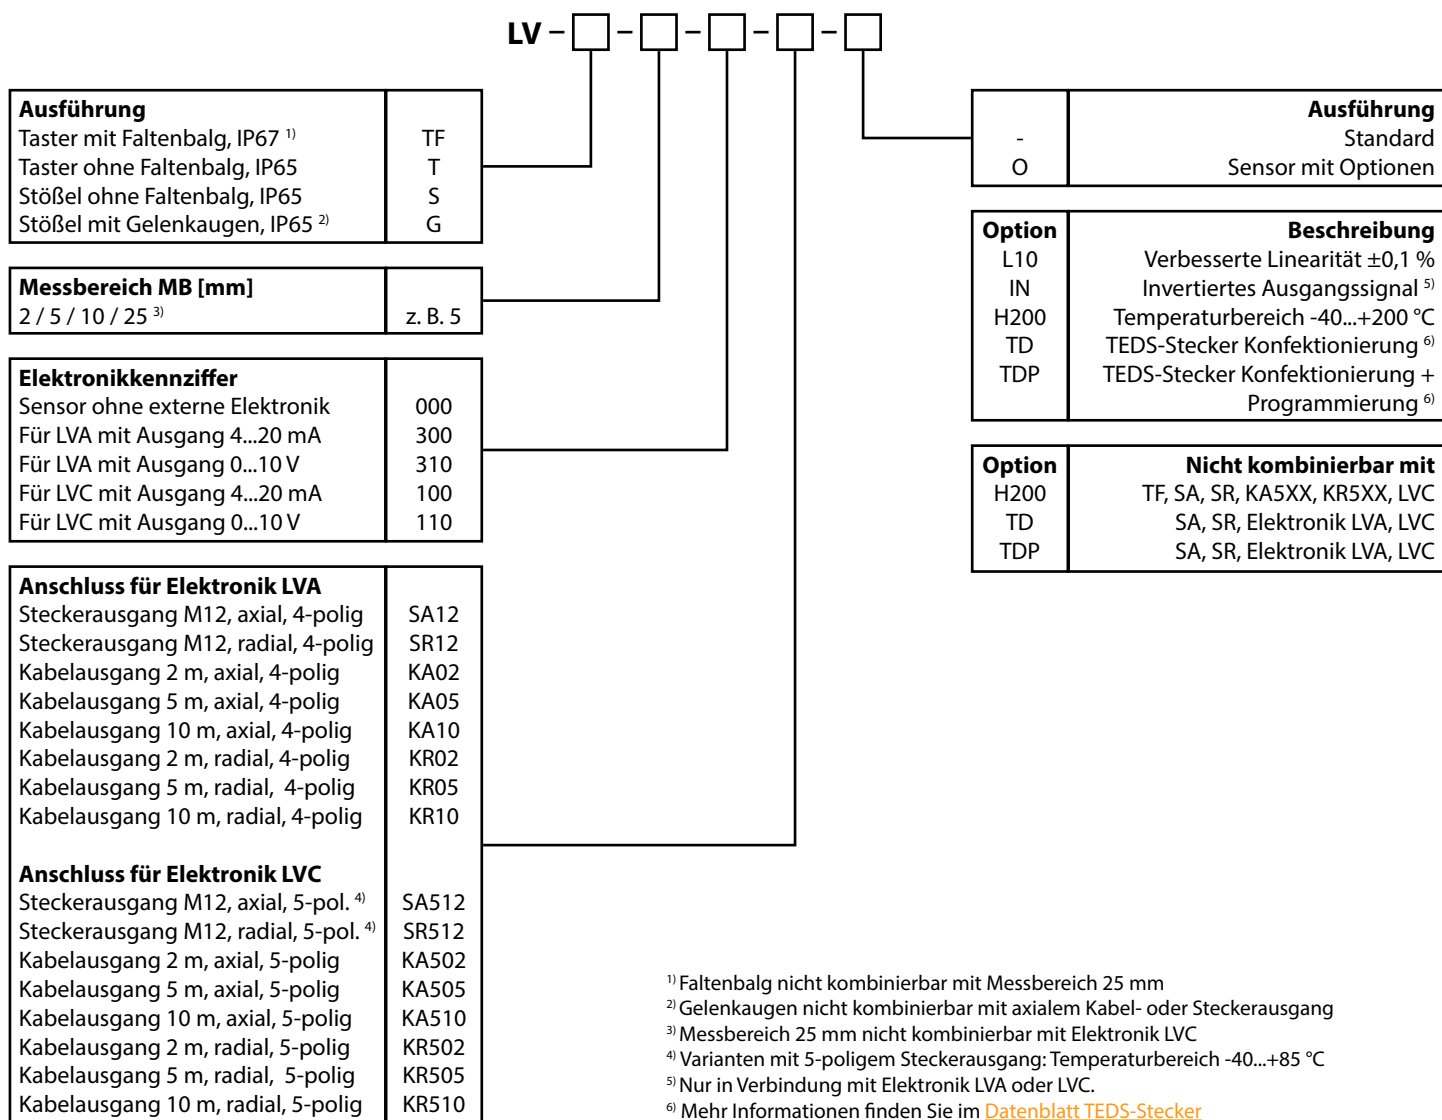 LV – – – – –
Ausführung
Taster mit Faltenbalg, IP67 1) TF
Taster ohne Faltenbalg, IP65 T
Stößel ohne Faltenbalg, IP65 S
Stößel mit Gelenkaugen, IP65 2) G
Messbereich MB [mm]
2 / 5 / 10 / 25 3) z. B. 5
Elektronikkennziffer
Sensor ohne externe Elektronik 000
Für LVA mit Ausgang 4...20 mA 300
Für LVA mit Ausgang 0...10 V 310
Für LVC mit Ausgang 4...20 mA 100
Für LVC mit Ausgang 0...10 V 110
Anschluss für Elektronik LVA
Steckerausgang M12, axial, 4-polig SA12
Steckerausgang M12, radial, 4-polig SR12
Kabelausgang 2 m, axial, 4-polig KA02
Kabelausgang 5 m, axial, 4-polig KA05
Kabelausgang 10 m, axial, 4-polig KA10
Kabelausgang 2 m, radial, 4-polig KR02
Kabelausgang 5 m, radial, 4-polig KR05
Kabelausgang 10 m, radial, 4-polig KR10
Anschluss für Elektronik LVC
Steckerausgang M12, axial, 5-pol. 4) SA512
Steckerausgang M12, radial, 5-pol. 4) SR512
Kabelausgang 2 m, axial, 5-polig KA502
Kabelausgang 5 m, axial, 5-polig KA505
Kabelausgang 10 m, axial, 5-polig KA510
Kabelausgang 2 m, radial, 5-polig KR502
Kabelausgang 5 m, radial, 5-polig KR505
Kabelausgang 10 m, radial, 5-polig KR510
Ausführung
- Standard
O Sensor mit Optionen
Option Beschreibung
L10 Verbesserte Linearität ±0,1 %
IN Invertiertes Ausgangssignal 5)
H200 Temperaturbereich -40...+200 °C
TD TEDS-Stecker Konfektionierung 6)
TDP TEDS-Stecker Konfektionierung +
Programmierung 6)
Option Nicht kombinierbar mit
H200 TF, SA, SR, KA5XX, KR5XX, LVC
TD SA, SR, Elektronik LVA, LVC
TDP SA, SR, Elektronik LVA, LVC
1) Faltenbalg nicht kombinierbar mit Messbereich 25 mm
2) Gelenkaugen nicht kombinierbar mit axialem Kabel- oder Steckerausgang
3) Messbereich 25 mm nicht kombinierbar mit Elektronik LVC
4) Varianten mit 5-poligem Steckerausgang: Temperaturbereich -40...+85 °C
5) Nur in Verbindung mit Elektronik LVA oder LVC.
6) Mehr Informationen finden Sie im Datenblatt TEDS-Stecker